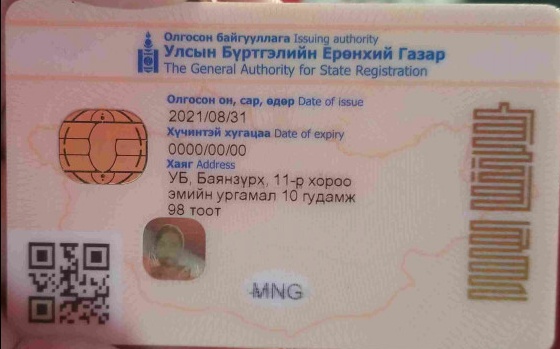 Олгосон байгууллага Issuing authority
Улсын Бүртгэлийн Ерөнхий Газар
The General Authority for State Registration
Олгосон он, сар, өдөр Date of issue
2021/08/31
Хүчинтэй хугацаа Date of expiry
0000/00/00
Хаяг Address
УБ, Баянзүрх, 11-р хороо
эмийн ургамал 10 гудамж
98 тоот
MNG